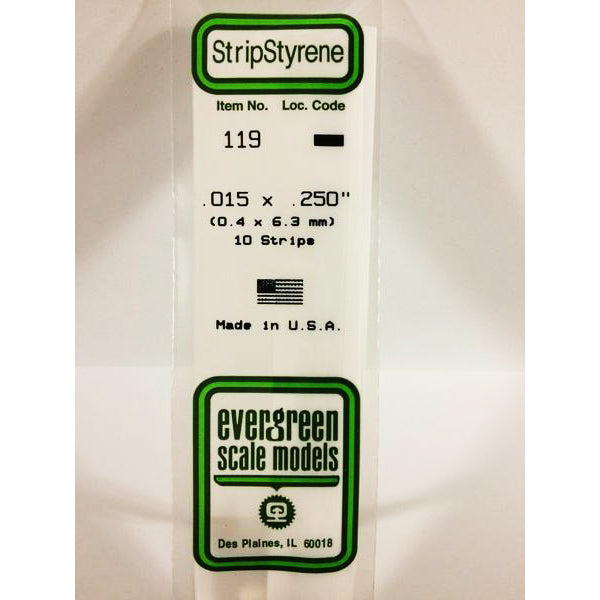 StripStyrene
Item No. Loc. Code
119
.015 x .250"
(0.4 x 6.3 mm)
10 Strips
Made in U.S.A.
evergreen
scale models
Des Plaines, IL 60018